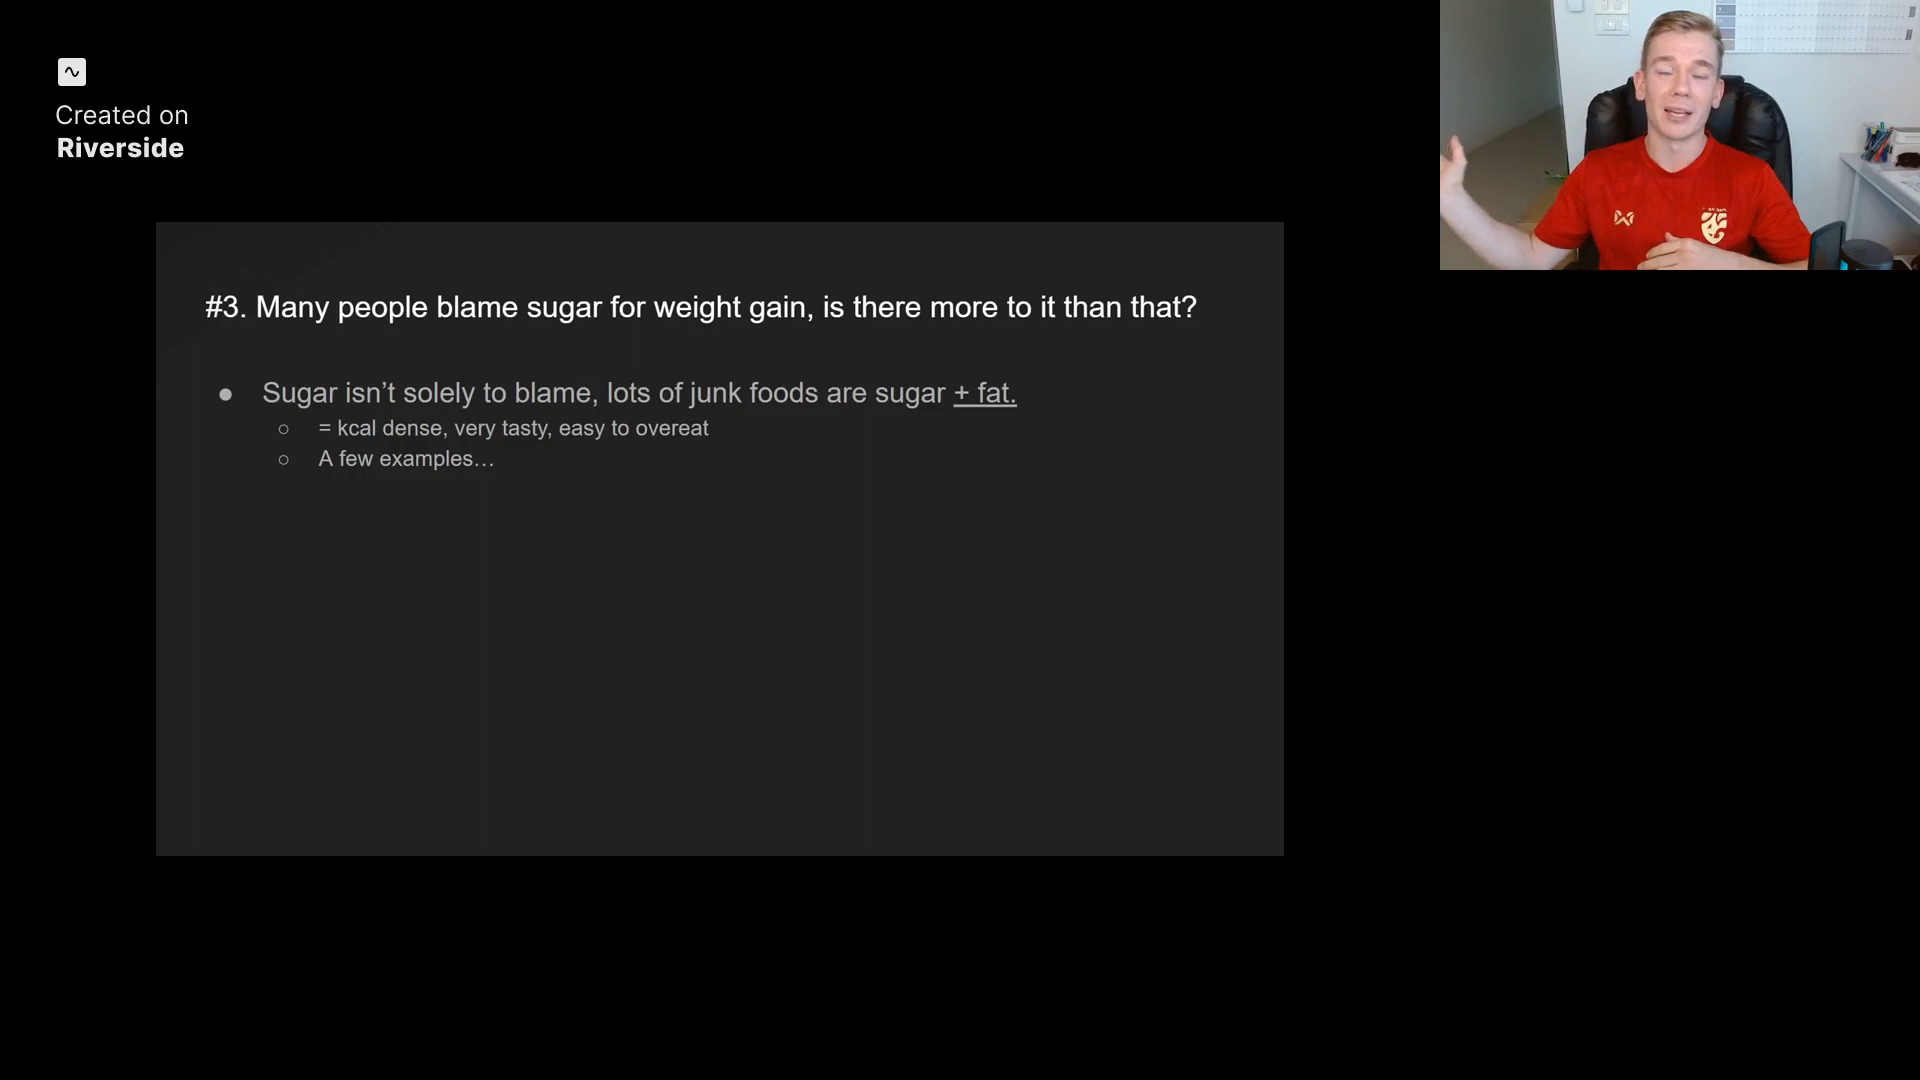 Created on
Riverside
#3. Many people blame sugar for weight gain, is there more to it than that?
● Sugar isn’t solely to blame, lots of junk foods are sugar + fat.
○ = kcal dense, very tasty, easy to overeat
○ A few examples…